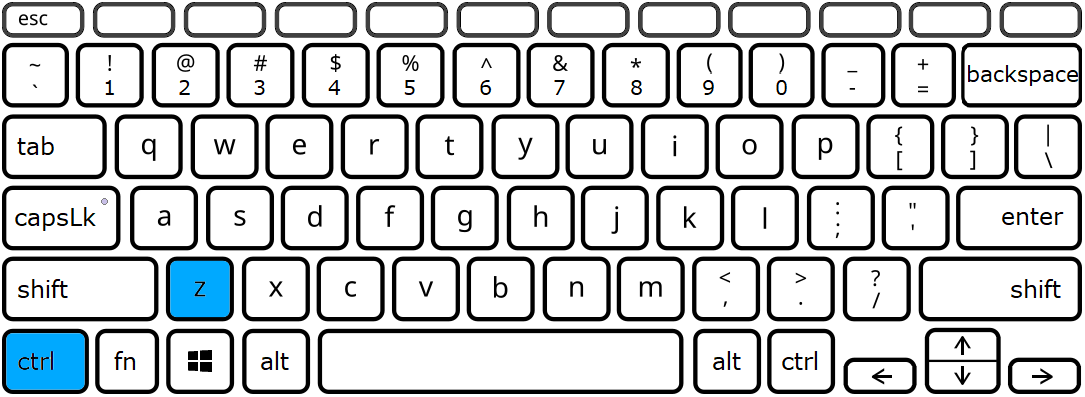 esc
~ ! @ # $ % ^ & * ( ) _ + backspace
` 1 2 3 4 5 6 7 8 9 0 - =
tab q w e r t y u i o p { } |
[ ] \
capsLk a s d f g h j k l : " enter
; '
shift z x c v b n m < > ? shift
, . /
ctrl fn alt alt ctrl ← ↑ →
↓